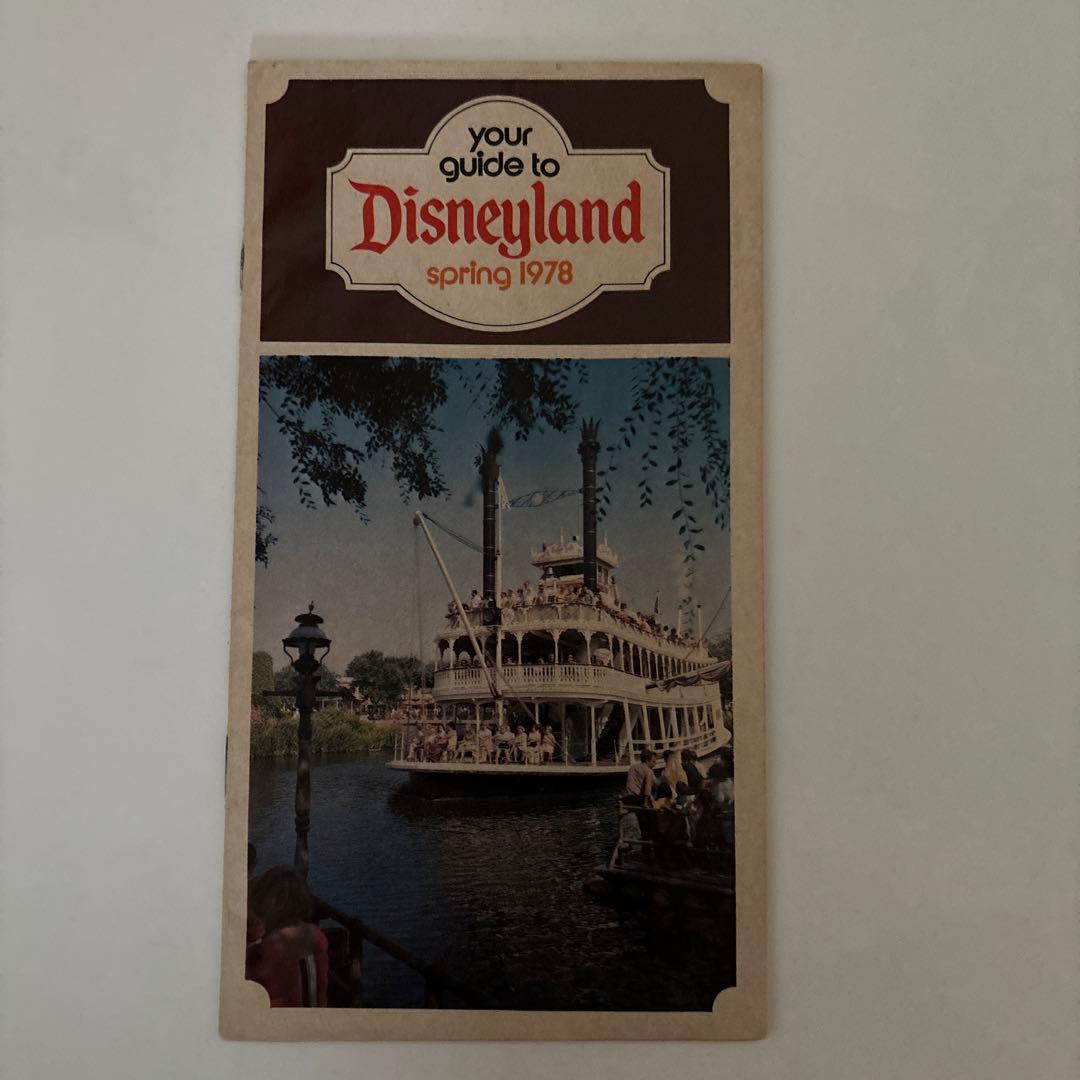 your
guide to
Disneyland
spring 1978